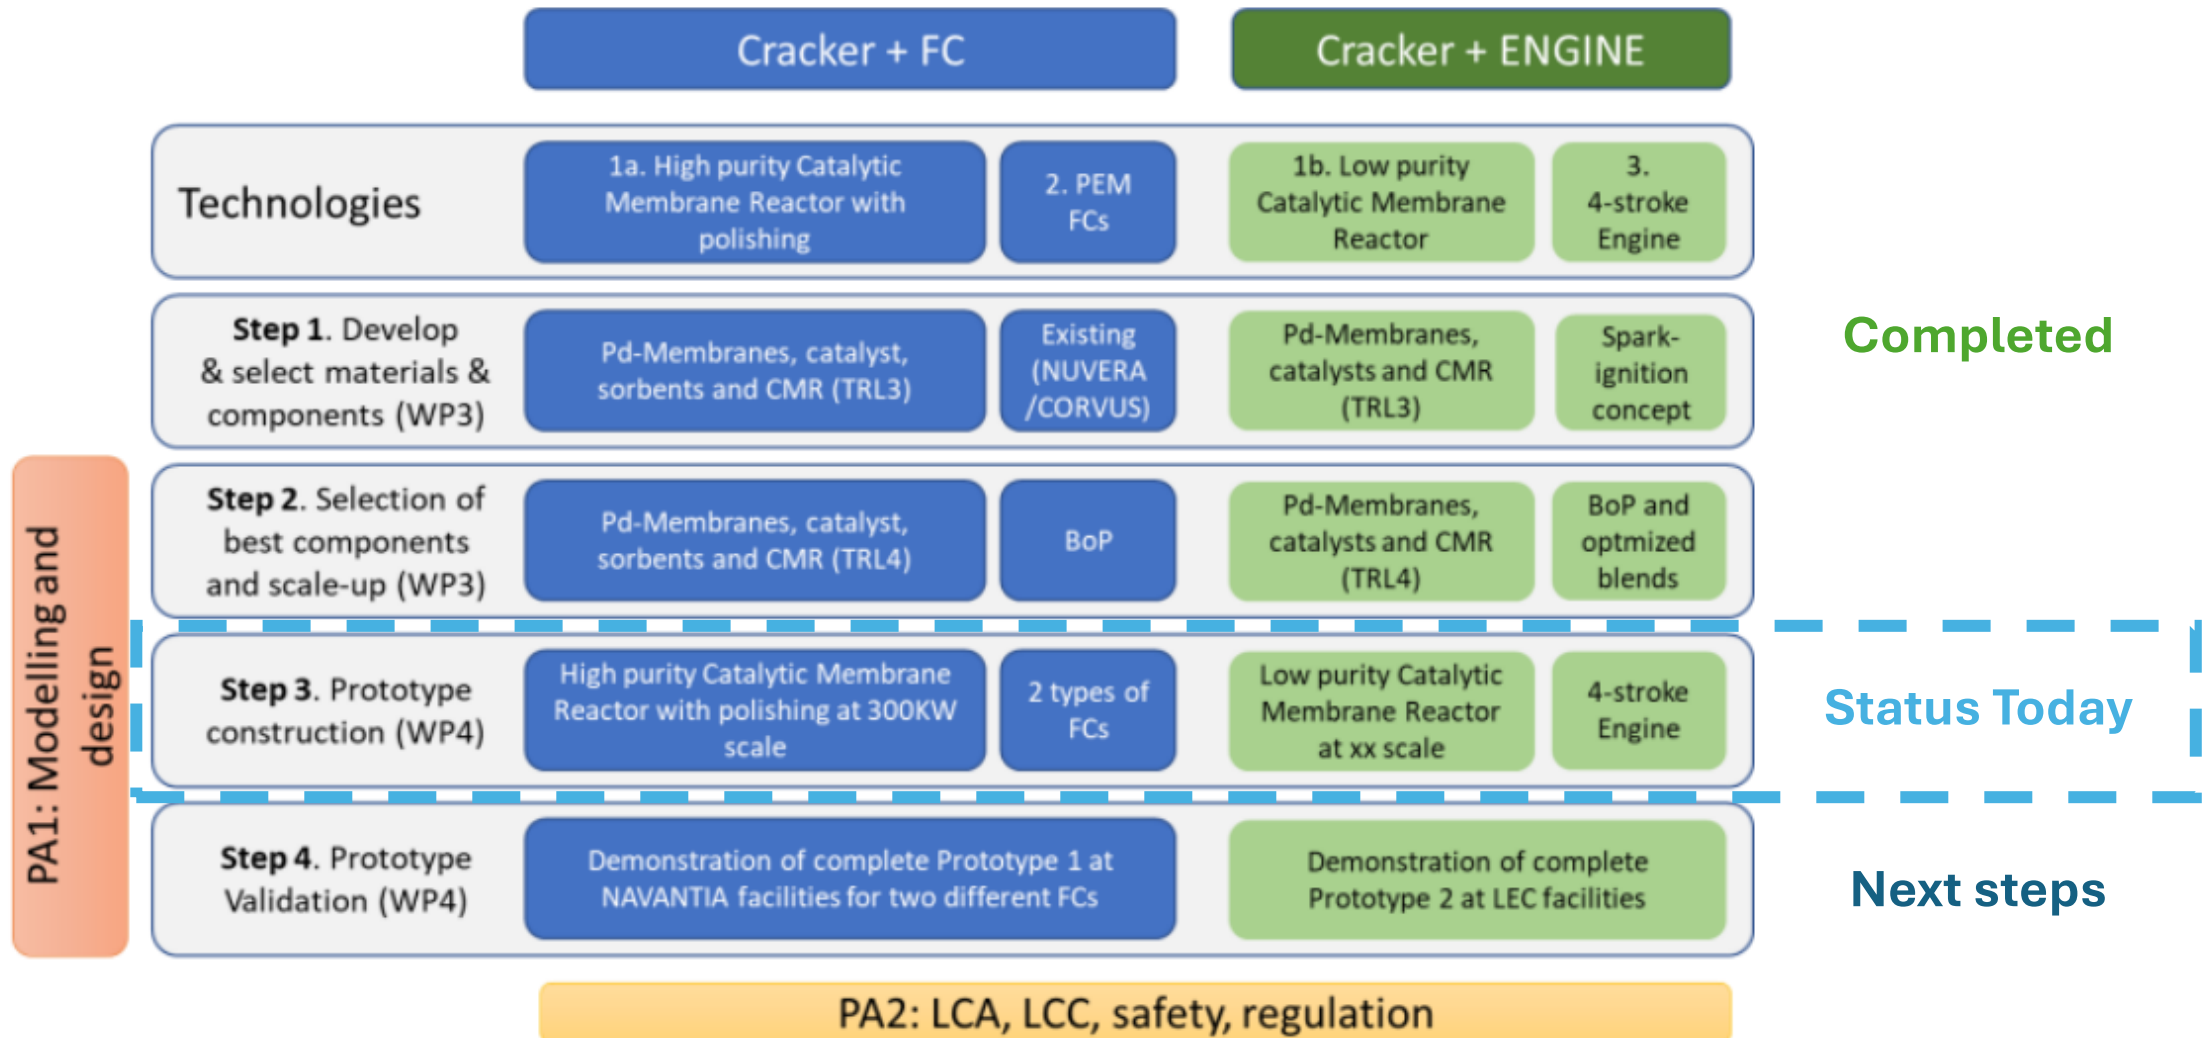 Cracker + FC
Cracker + ENGINE
Technologies
1a. High purity Catalytic
Membrane Reactor with
polishing
2. PEM
FCs
1b. Low purity
Catalytic Membrane
Reactor
3.
4-stroke
Engine
Step 1. Develop
& select materials &
components (WP3)
Pd-Membranes, catalyst,
sorbents and CMR (TRL3)
Existing
(NUVERA
/CORVUS)
Pd-Membranes,
catalysts and CMR
(TRL3)
Spark-
ignition
concept
Completed
Step 2. Selection of
best components
and scale-up (WP3)
Pd-Membranes, catalyst,
sorbents and CMR (TRL4)
BoP
Pd-Membranes,
catalysts and CMR
(TRL4)
BoP and
optmized
blends
PA1: Modelling and
design
Step 3. Prototype
construction (WP4)
High purity Catalytic Membrane
Reactor with polishing at 300KW
scale
2 types of
FCs
Low purity Catalytic
Membrane Reactor
at xx scale
4-stroke
Engine
Status Today
Step 4. Prototype
Validation (WP4)
Demonstration of complete Prototype 1 at
NAVANTIA facilities for two different FCs
Demonstration of complete
Prototype 2 at LEC facilities
Next steps
PA2: LCA, LCC, safety, regulation